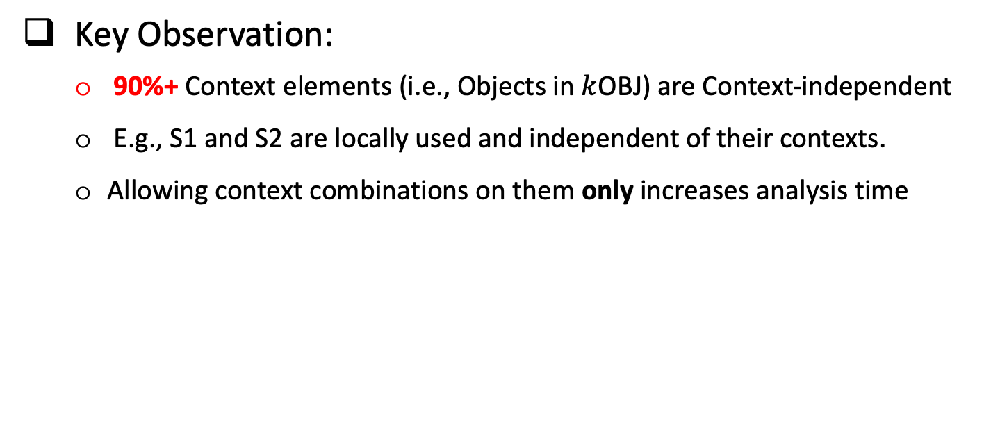 Key Observation:
90%+ Context elements (i.e., Objects in kOBJ) are Context-independent
E.g., S1 and S2 are locally used and independent of their contexts.
Allowing context combinations on them only increases analysis time